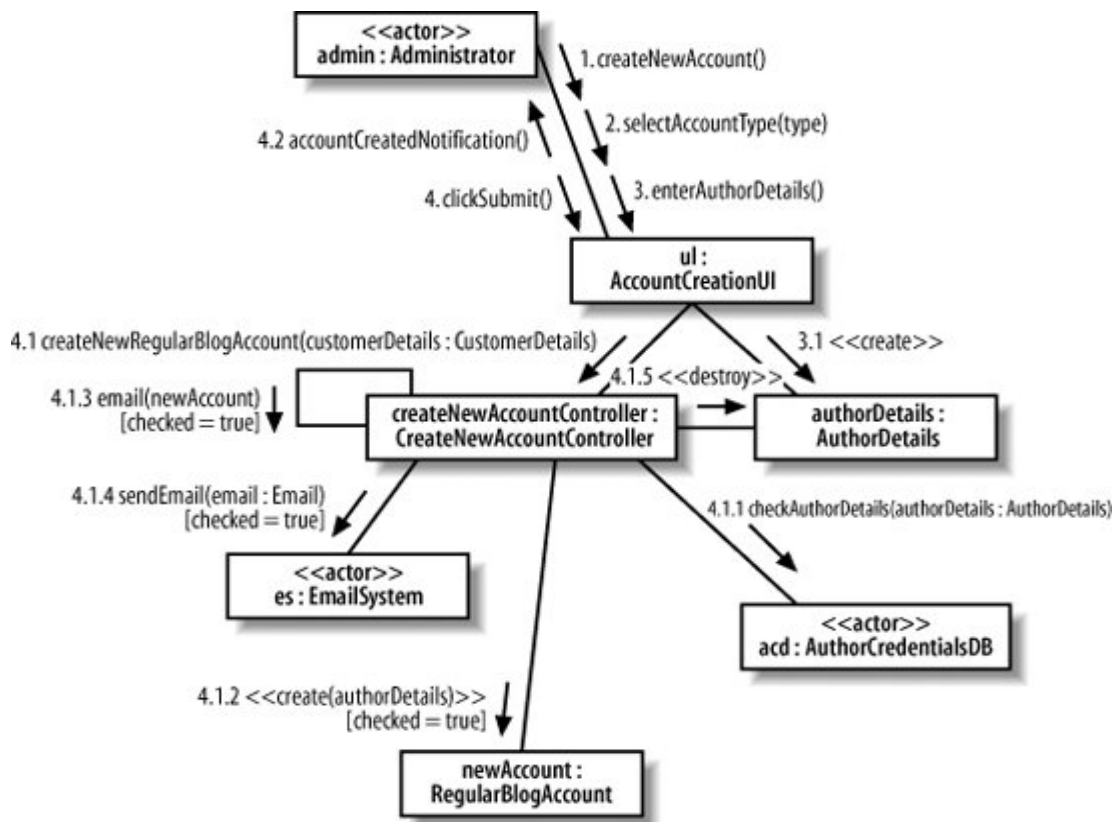 <<actor>>
admin : Administrator
1. createNewAccount()
2. selectAccountType(type)
4.2 accountCreatedNotification()
3. enterAuthorDetails()
4. clickSubmit()
ul :
AccountCreationUI
4.1 createNewRegularBlogAccount(customerDetails : CustomerDetails)
3.1 <<create>>
4.1.5 <<destroy>>
4.1.3 email(newAccount)
[checked = true]
createNewAccountController :
CreateNewAccountController
authorDetails :
AuthorDetails
4.1.4 sendEmail(email : Email)
[checked = true]
4.1.1 checkAuthorDetails(authorDetails : AuthorDetails)
<<actor>>
es : EmailSystem
<<actor>>
acd : AuthorCredentialsDB
4.1.2 <<create(authorDetails)>>
[checked = true]
newAccount :
RegularBlogAccount